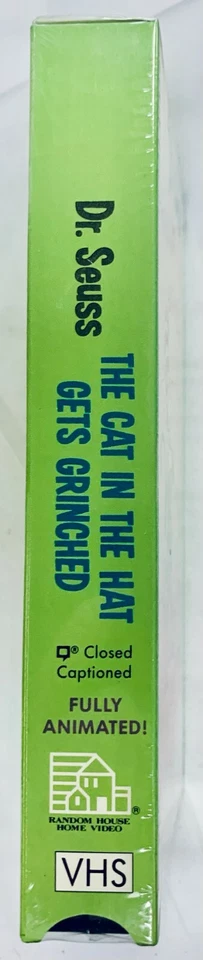 Dr. Seuss
THE CAT IN THE HAT
GETS GRINCHED
® Closed
Captioned
FULLY
ANIMATED!
®
RANDOM HOUSE
HOME VIDEO
VHS